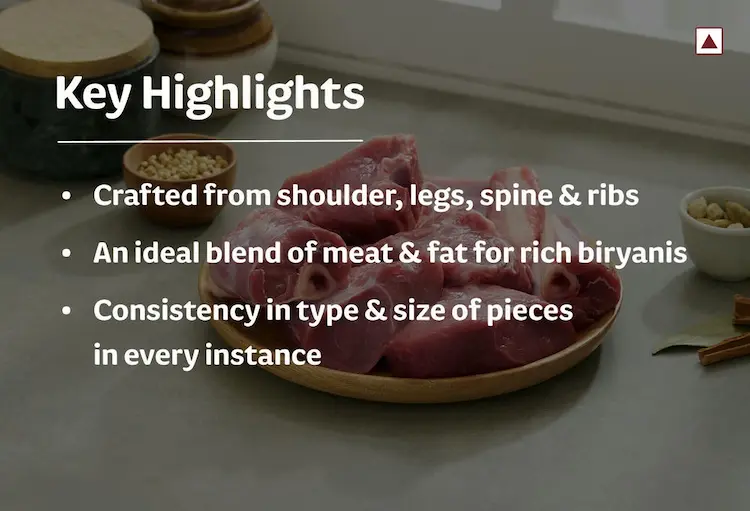 Key Highlights
• Crafted from shoulder, legs, spine & ribs
• An ideal blend of meat & fat for rich biryanis
• Consistency in type & size of pieces
in every instance